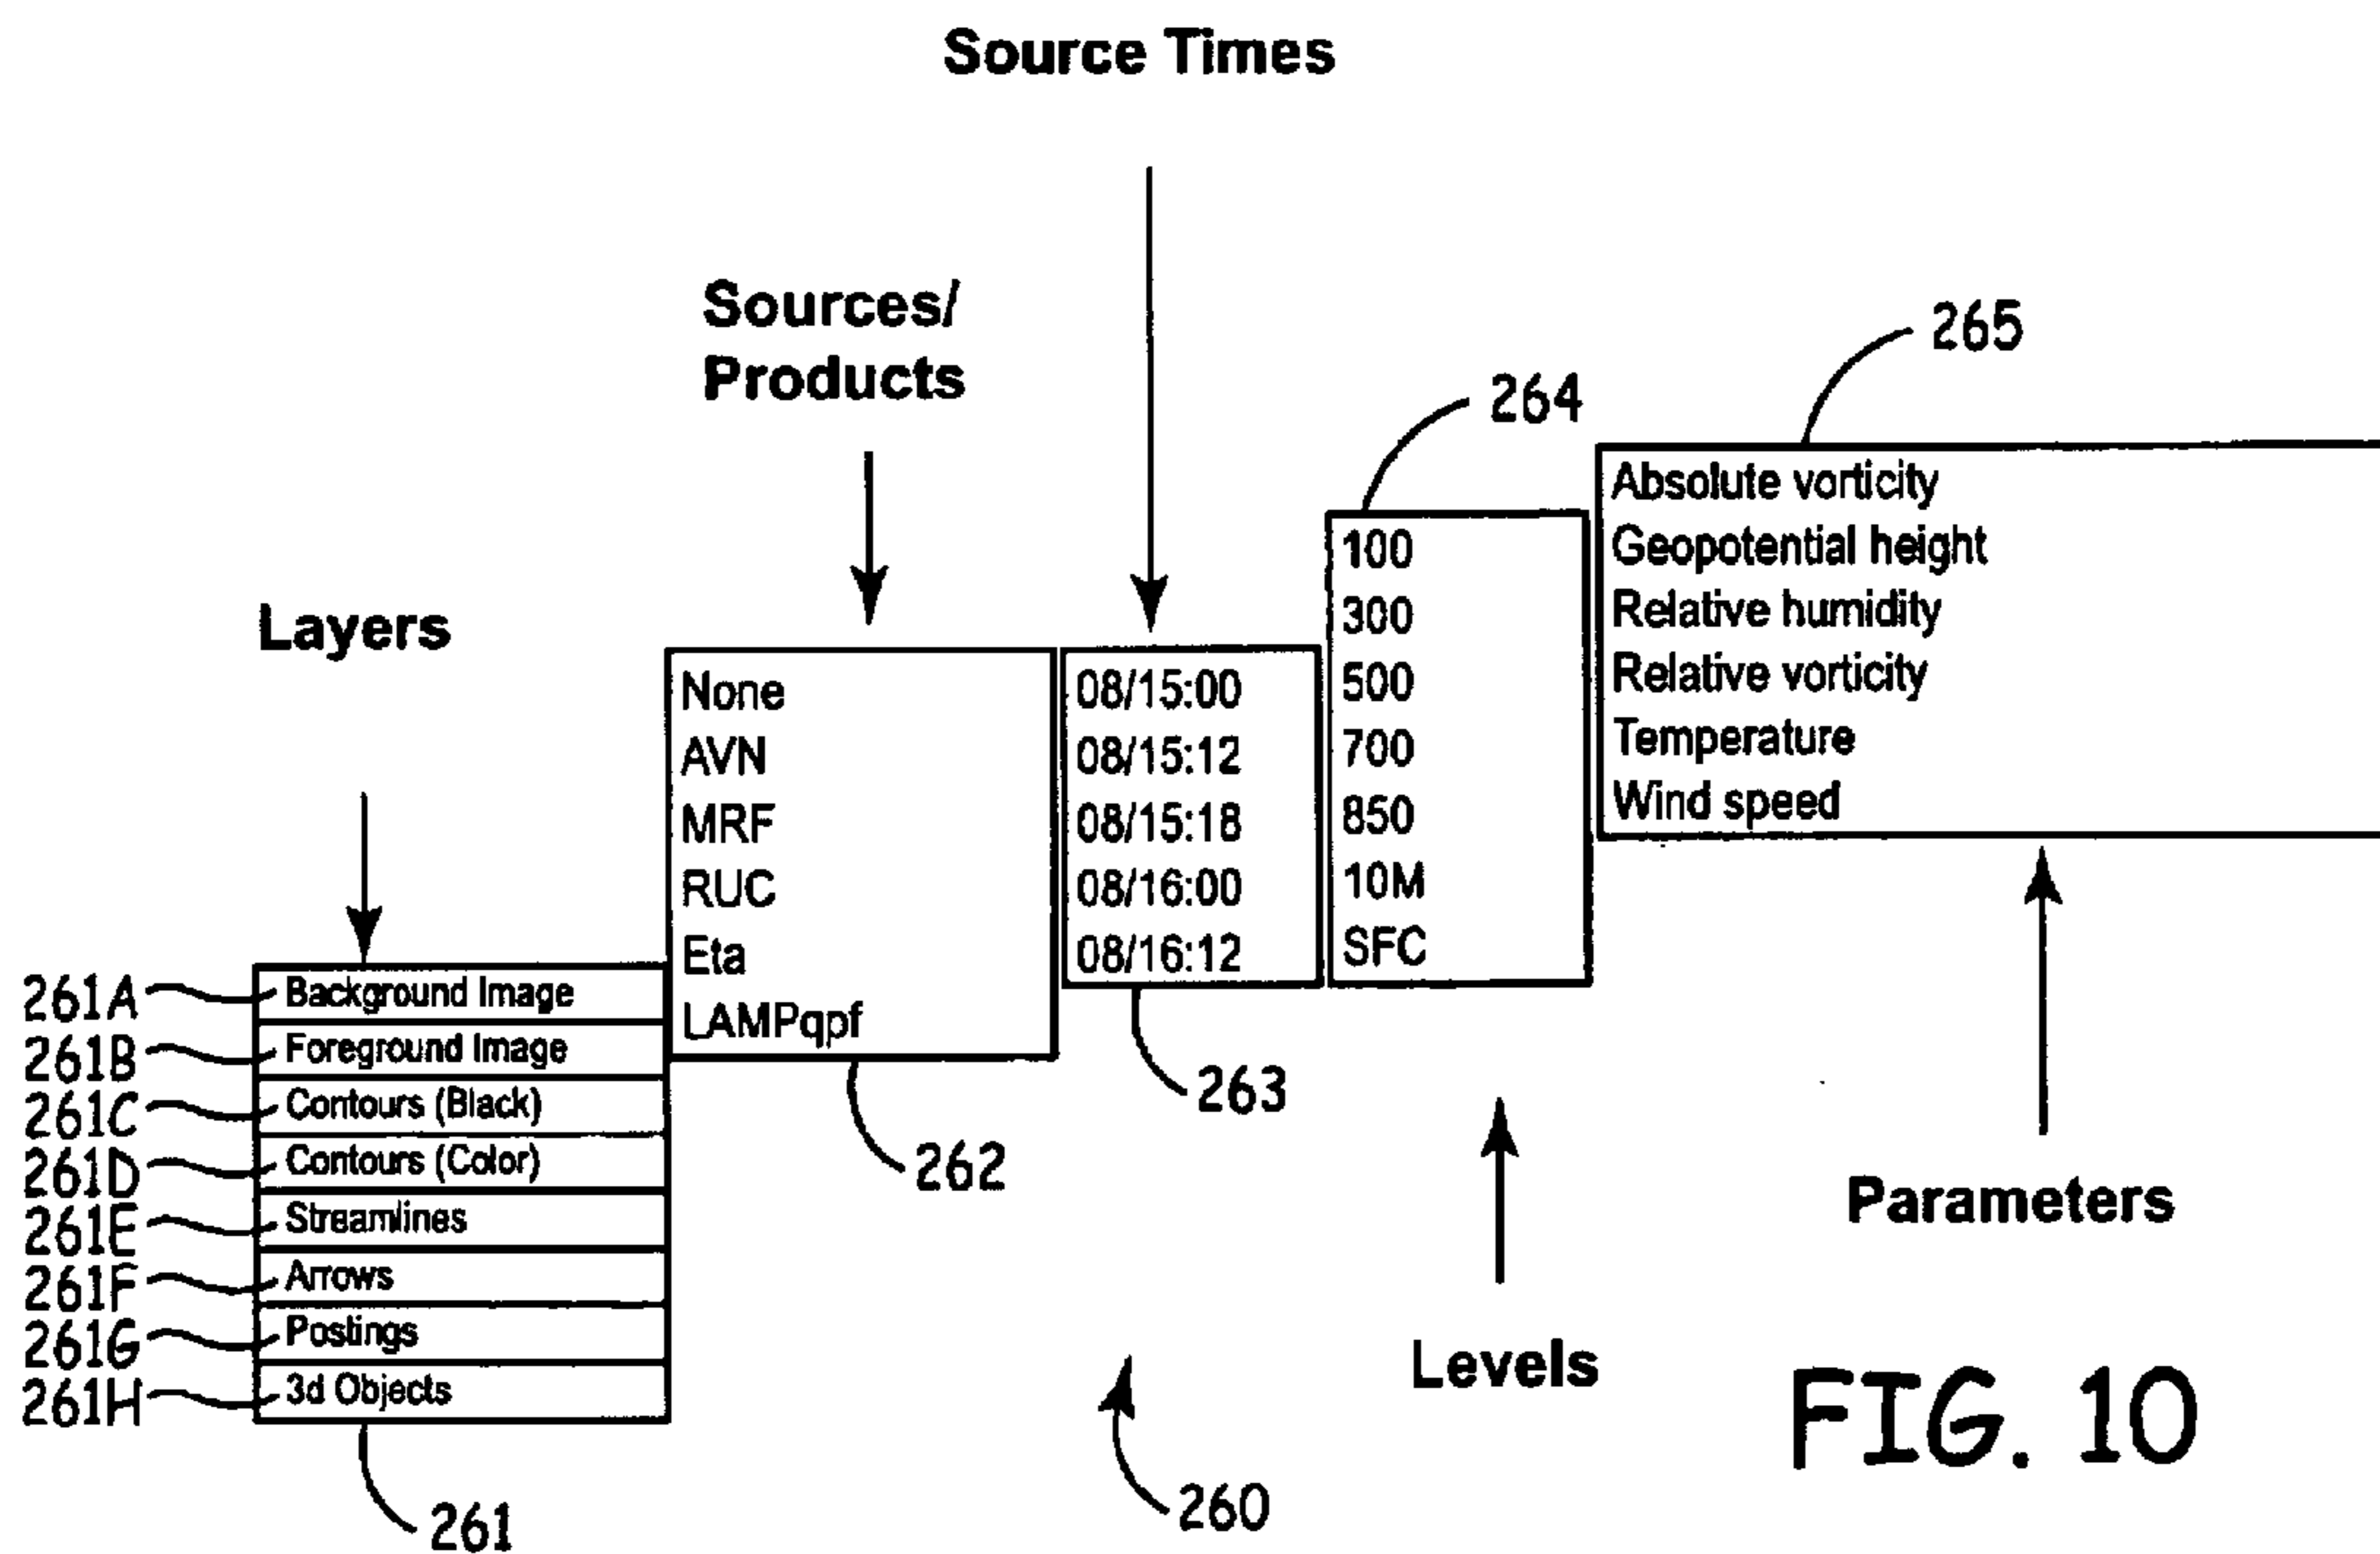 Source Times
Sources/
Products
265
264
Layers
Absolute vorticity
Geopotential height
Relative humidity
Relative vorticity
Temperature
Wind speed
100
300
500
700
850
10M
SFC
None
AVN
MRF
RUC
Eta
LAMPqpf
08/15:00
08/15:12
08/15:18
08/16:00
08/16:12
261A Background Image
261B Foreground Image
261C Contours (Black)
261D Contours (Color)
261E Streamlines
261F Arrows
261G Postings
261H 3d Objects
263
262
Parameters
Levels
261
260
FIG. 10